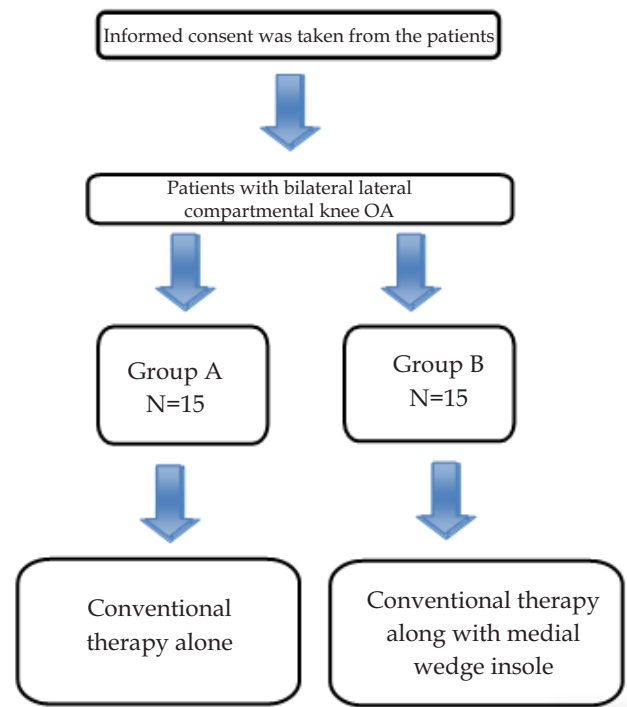 Informed consent was taken from the patients
Patients with bilateral lateral
compartmental knee OA
Group A
N=15
Group B
N=15
Conventional
therapy alone
Conventional therapy
along with medial
wedge insole